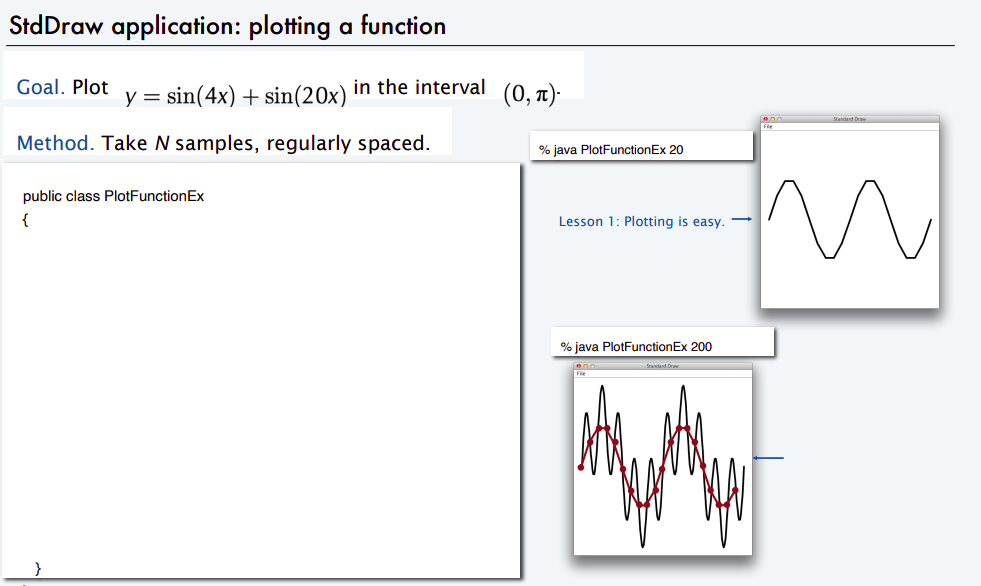 StdDraw application: plotting a function
Goal. Plot y = sin(4x) + sin(20x) in the interval (0, π).
Method. Take N samples, regularly spaced.
public class PlotFunctionEx
{
}
% java PlotFunctionEx 20
Standard Draw
File
Lesson 1: Plotting is easy.
% java PlotFunctionEx 200
Standard Draw
File